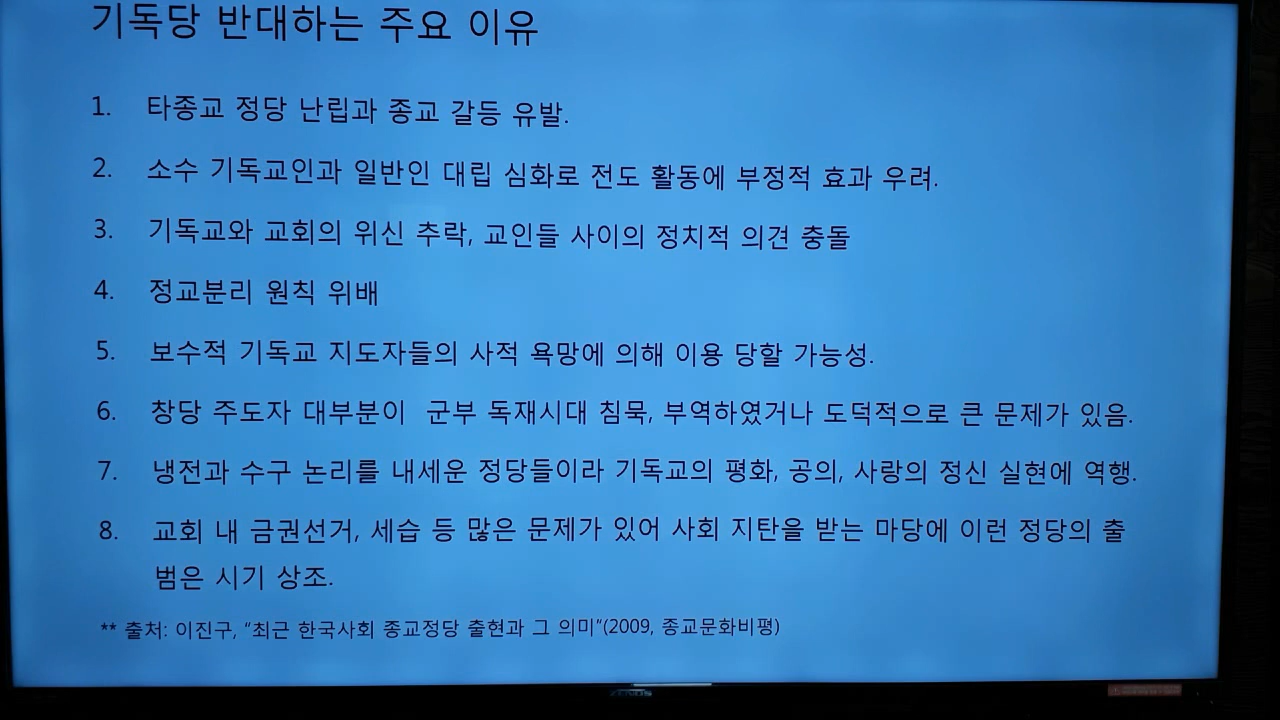 기독당 반대하는 주요 이유
1. 타종교 정당 난립과 종교 갈등 유발.
2. 소수 기독교인과 일반인 대립 심화로 전도 활동에 부정적 효과 우려.
3. 기독교와 교회의 위신 추락, 교인들 사이의 정치적 의견 충돌
4. 정교분리 원칙 위배
5. 보수적 기독교 지도자들의 사적 욕망에 의해 이용 당할 가능성.
6. 창당 주도자 대부분이 군부 독재시대 침묵, 부역하였거나 도덕적으로 큰 문제가 있음.
7. 냉전과 수구 논리를 내세운 정당들이라 기독교의 평화, 공의, 사랑의 정신 실현에 역행.
8. 교회 내 금권선거, 세습 등 많은 문제가 있어 사회 지탄을 받는 마당에 이런 정당의 출
범은 시기 상조.
** 출처: 이진구, "최근 한국사회 종교정당 출현과 그 의미"(2009, 종교문화비평)